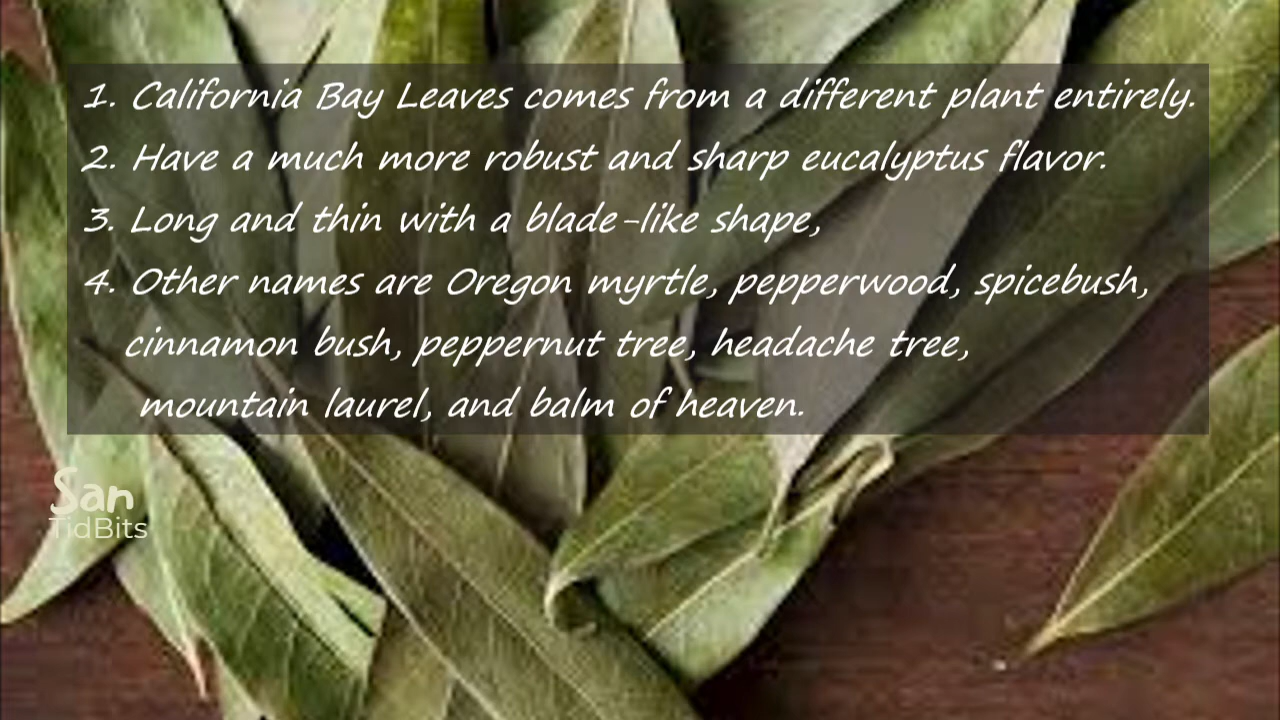 1. California Bay Leaves comes from a different plant entirely.
2. Have a much more robust and sharp eucalyptus flavor.
3. Long and thin with a blade-like shape,
4. Other names are Oregon myrtle, pepperwood, spicebush,
cinnamon bush, peppernut tree, headache tree,
mountain laurel, and balm of heaven.
San
TidBits